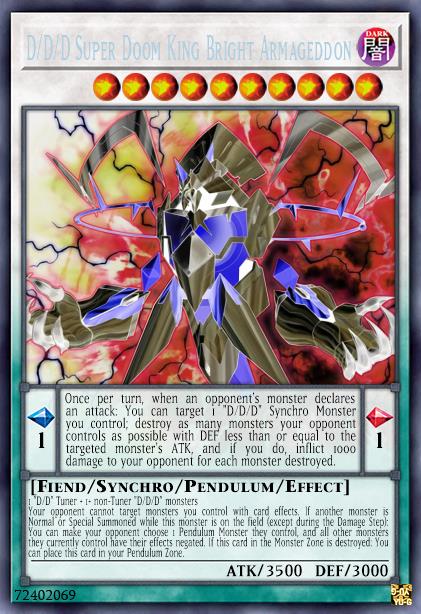 D/D/D Super Doom King Bright Armageddon
DARK
闇
Once per turn, when an opponent's monster declares
an attack: You can target 1 "D/D/D" Synchro Monster
you control; destroy as many monsters your opponent
controls as possible with DEF less than or equal to the
targeted monster's ATK, and if you do, inflict 1000
damage to your opponent for each monster destroyed.
1
1
[Fiend/Synchro/Pendulum/Effect]
1 "D/D" Tuner + 1+ non-Tuner "D/D/D" monsters
Your opponent cannot target monsters you control with card effects. If another monster is
Normal or Special Summoned while this monster is on the field (except during the Damage Step):
You can make your opponent choose 1 Pendulum Monster they control, and all other monsters
they currently control have their effects negated. If this card in the Monster Zone is destroyed: You
can place this card in your Pendulum Zone.
ATK/3500 DEF/3000
72402069